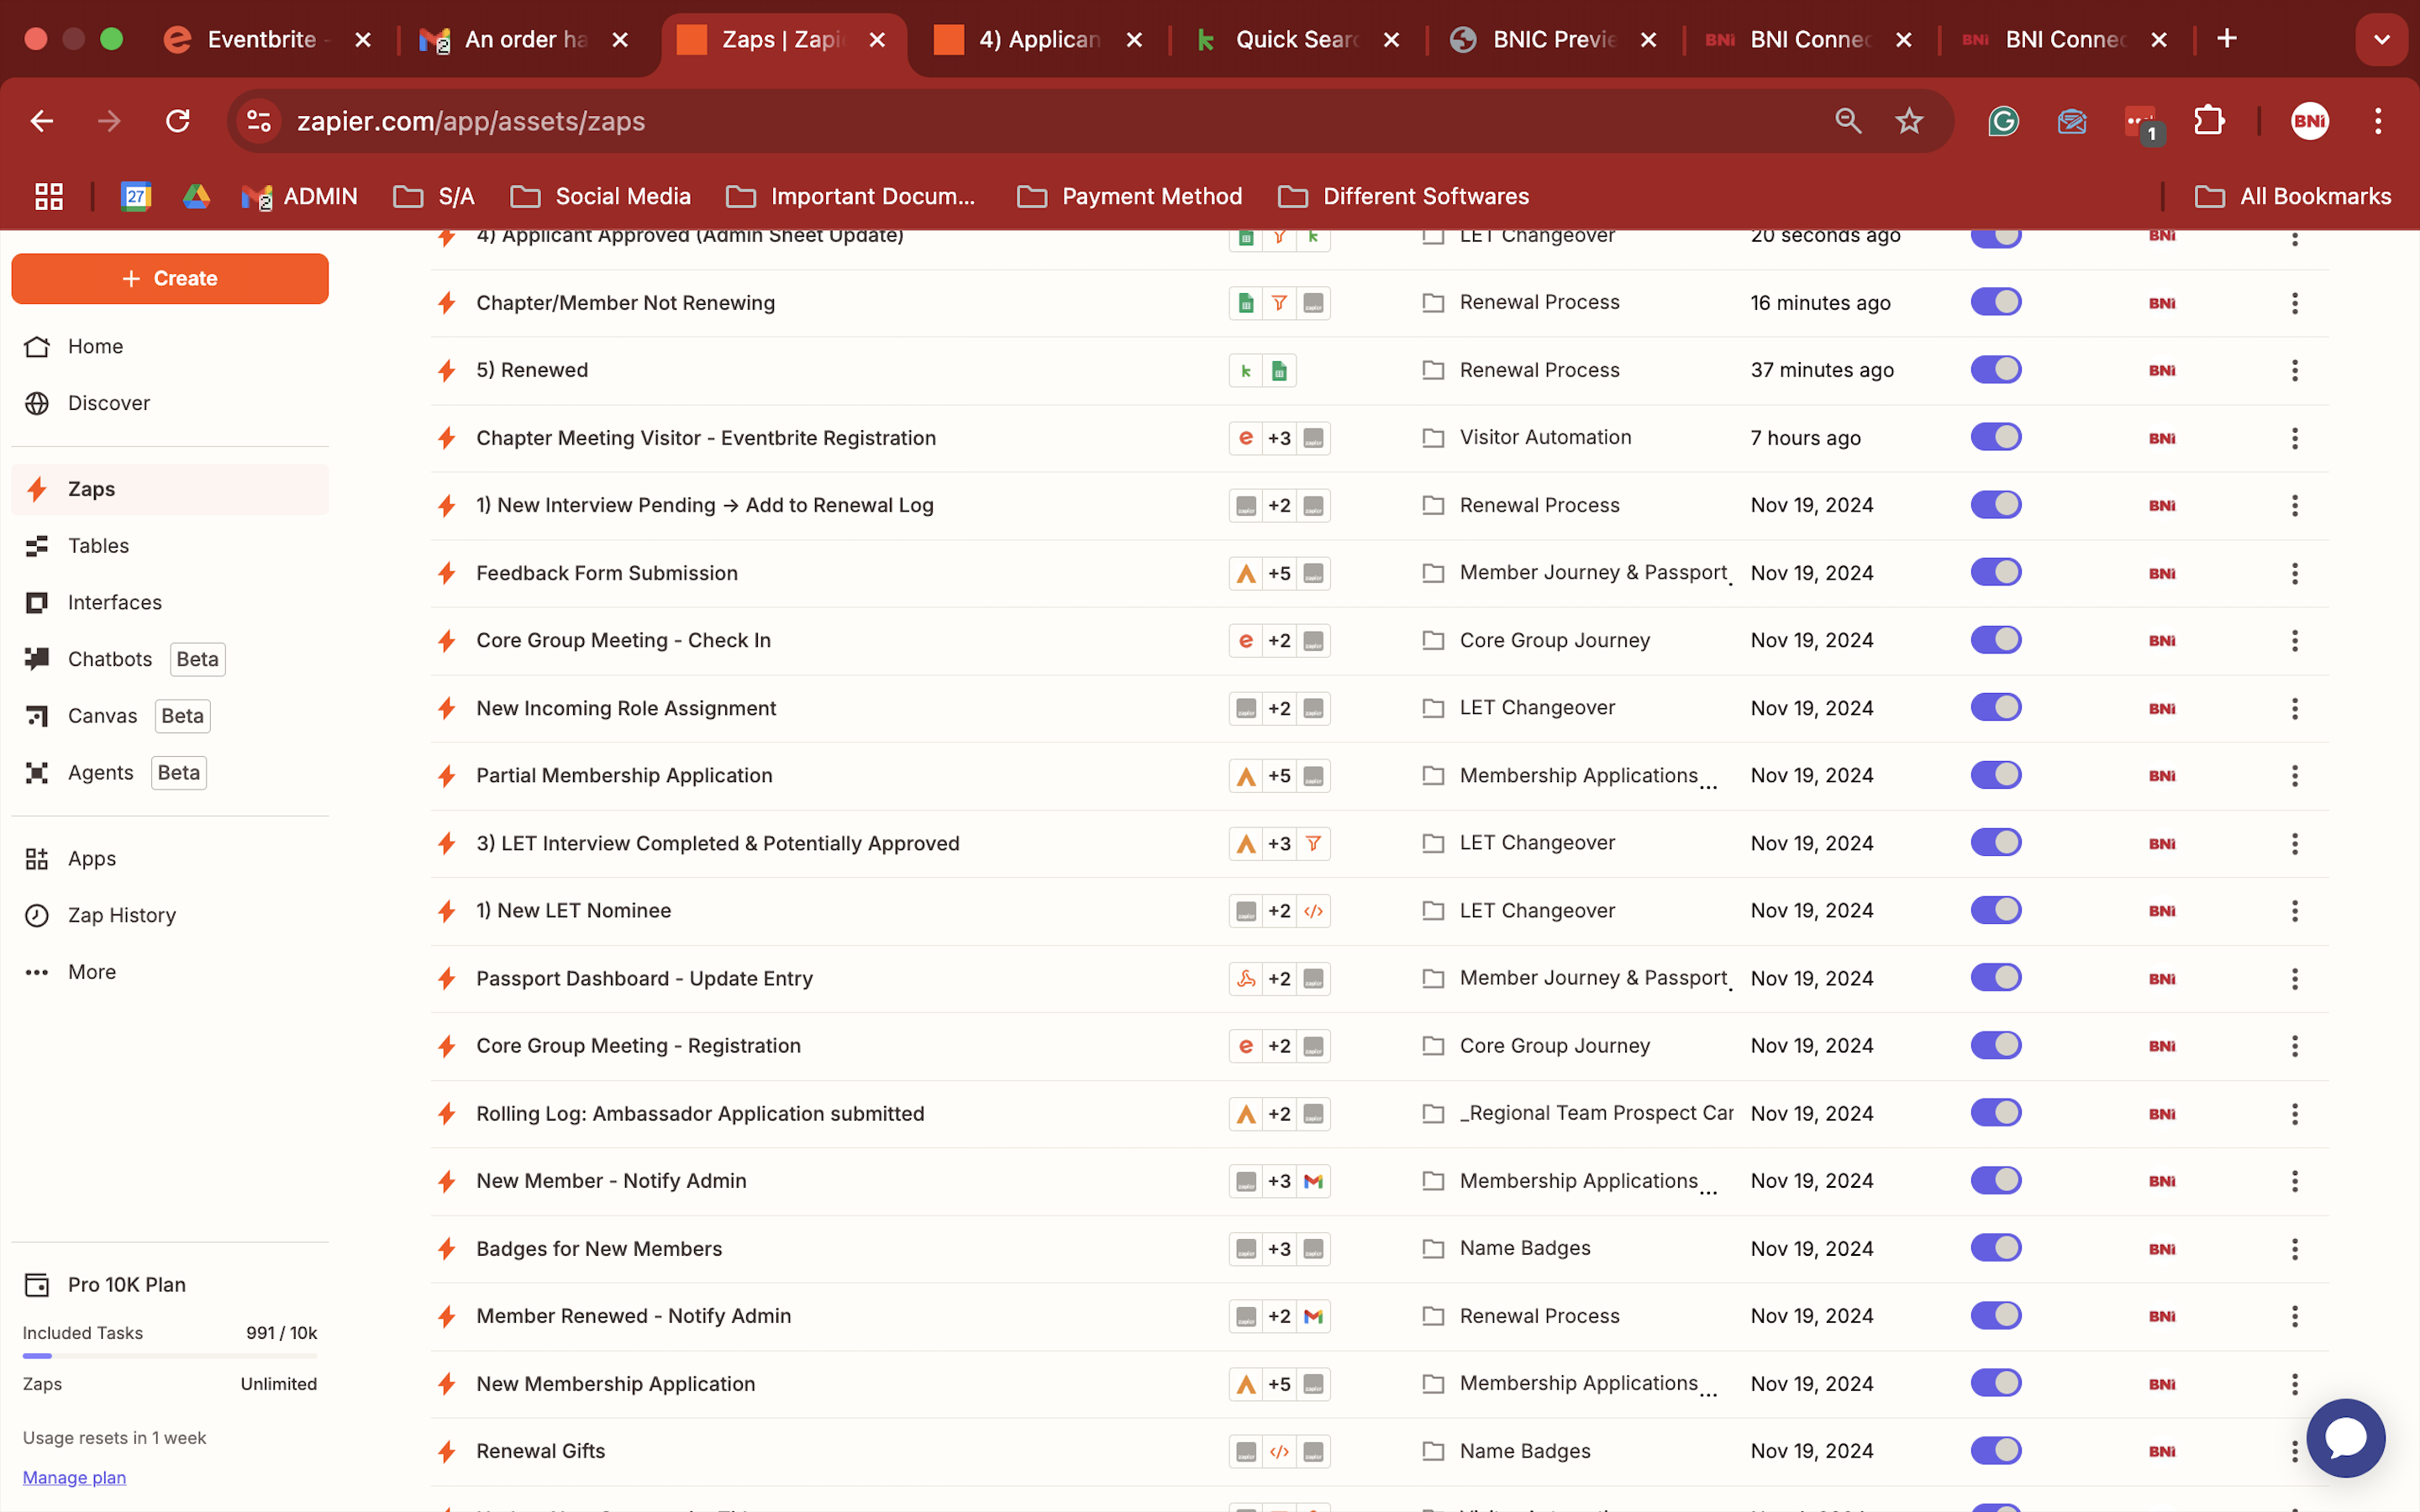 Eventbrite - An order ha Zaps | Zapi 4) Applican Quick Sear BNIC Previe BNI Connec BNI Connec
zapier.com/app/assets/zaps
1
BNI
27 ADMIN S/A Social Media Important Docum... Payment Method Different Softwares All Bookmarks
Create
Home
Discover
Zaps
Tables
Interfaces
Chatbots Beta
Canvas Beta
Agents Beta
Apps
Zap History
More
Pro 10K Plan
Included Tasks 991 / 10k
Zaps Unlimited
Usage resets in 1 week
Manage plan
4) Applicant Approved (Admin Sheet Update) LET Changeover 20 seconds ago BNI
Chapter/Member Not Renewing Renewal Process 16 minutes ago BNI
5) Renewed Renewal Process 37 minutes ago BNI
Chapter Meeting Visitor - Eventbrite Registration +3 Visitor Automation 7 hours ago BNI
1) New Interview Pending → Add to Renewal Log +2 Renewal Process Nov 19, 2024 BNI
Feedback Form Submission +5 Member Journey & Passport Nov 19, 2024 BNI
Core Group Meeting - Check In +2 Core Group Journey Nov 19, 2024 BNI
New Incoming Role Assignment +2 LET Changeover Nov 19, 2024 BNI
Partial Membership Application +5 Membership Applications... Nov 19, 2024 BNI
3) LET Interview Completed & Potentially Approved +3 LET Changeover Nov 19, 2024 BNI
1) New LET Nominee +2 LET Changeover Nov 19, 2024 BNI
Passport Dashboard - Update Entry +2 Member Journey & Passport Nov 19, 2024 BNI
Core Group Meeting - Registration +2 Core Group Journey Nov 19, 2024 BNI
Rolling Log: Ambassador Application submitted +2 _Regional Team Prospect Car Nov 19, 2024 BNI
New Member - Notify Admin +3 Membership Applications... Nov 19, 2024 BNI
Badges for New Members +3 Name Badges Nov 19, 2024 BNI
Member Renewed - Notify Admin +2 Renewal Process Nov 19, 2024 BNI
New Membership Application +5 Membership Applications... Nov 19, 2024 BNI
Renewal Gifts Name Badges Nov 19, 2024 BNI